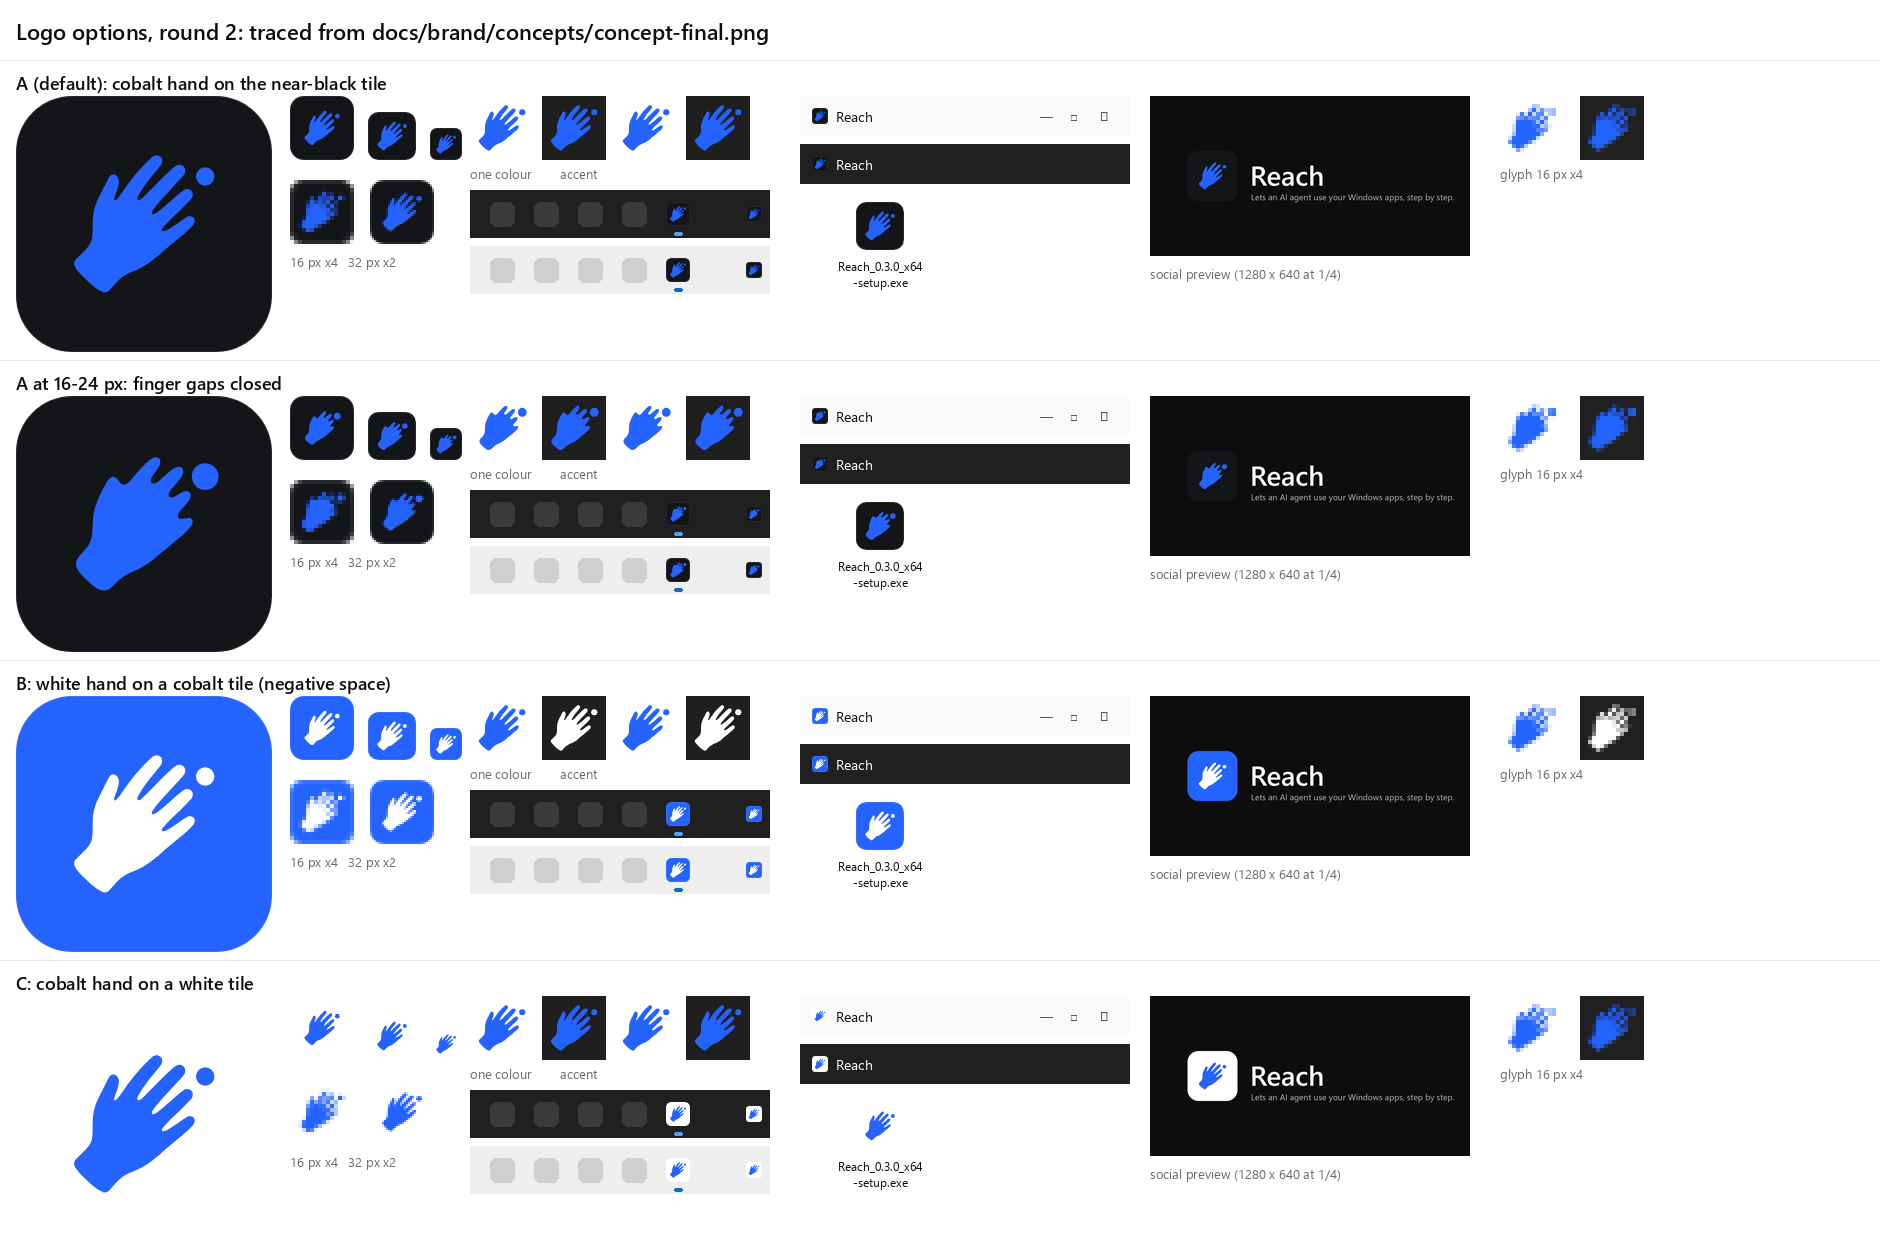 Logo options, round 2: traced from docs/brand/concepts/concept-final.png
A (default): cobalt hand on the near-black tile
16 px x4 32 px x2
one colour accent
Reach
Reach
Reach_0.3.0_x64
-setup.exe
Reach
Lets an AI agent use your Windows apps, step by step.
social preview (1280 x 640 at 1/4)
glyph 16 px x4
A at 16-24 px: finger gaps closed
16 px x4 32 px x2
one colour accent
Reach
Reach
Reach_0.3.0_x64
-setup.exe
Reach
Lets an AI agent use your Windows apps, step by step.
social preview (1280 x 640 at 1/4)
glyph 16 px x4
B: white hand on a cobalt tile (negative space)
16 px x4 32 px x2
one colour accent
Reach
Reach
Reach_0.3.0_x64
-setup.exe
Reach
Lets an AI agent use your Windows apps, step by step.
social preview (1280 x 640 at 1/4)
glyph 16 px x4
C: cobalt hand on a white tile
16 px x4 32 px x2
one colour accent
Reach
Reach
Reach_0.3.0_x64
-setup.exe
Reach
Lets an AI agent use your Windows apps, step by step.
social preview (1280 x 640 at 1/4)
glyph 16 px x4